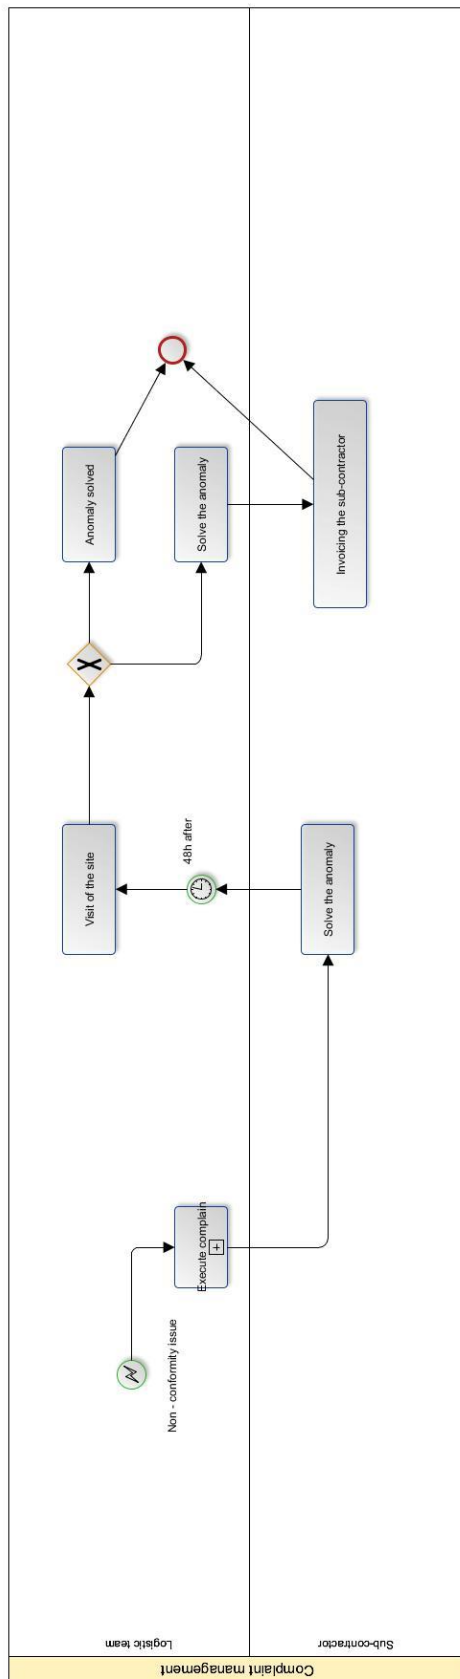 Complaint management
Logistic team
Sub-contractor
Non - conformity issue
Execute complain
Solve the anomaly
48h after
Visit of the site
Anomaly solved
Solve the anomaly
Invoicing the sub-contractor